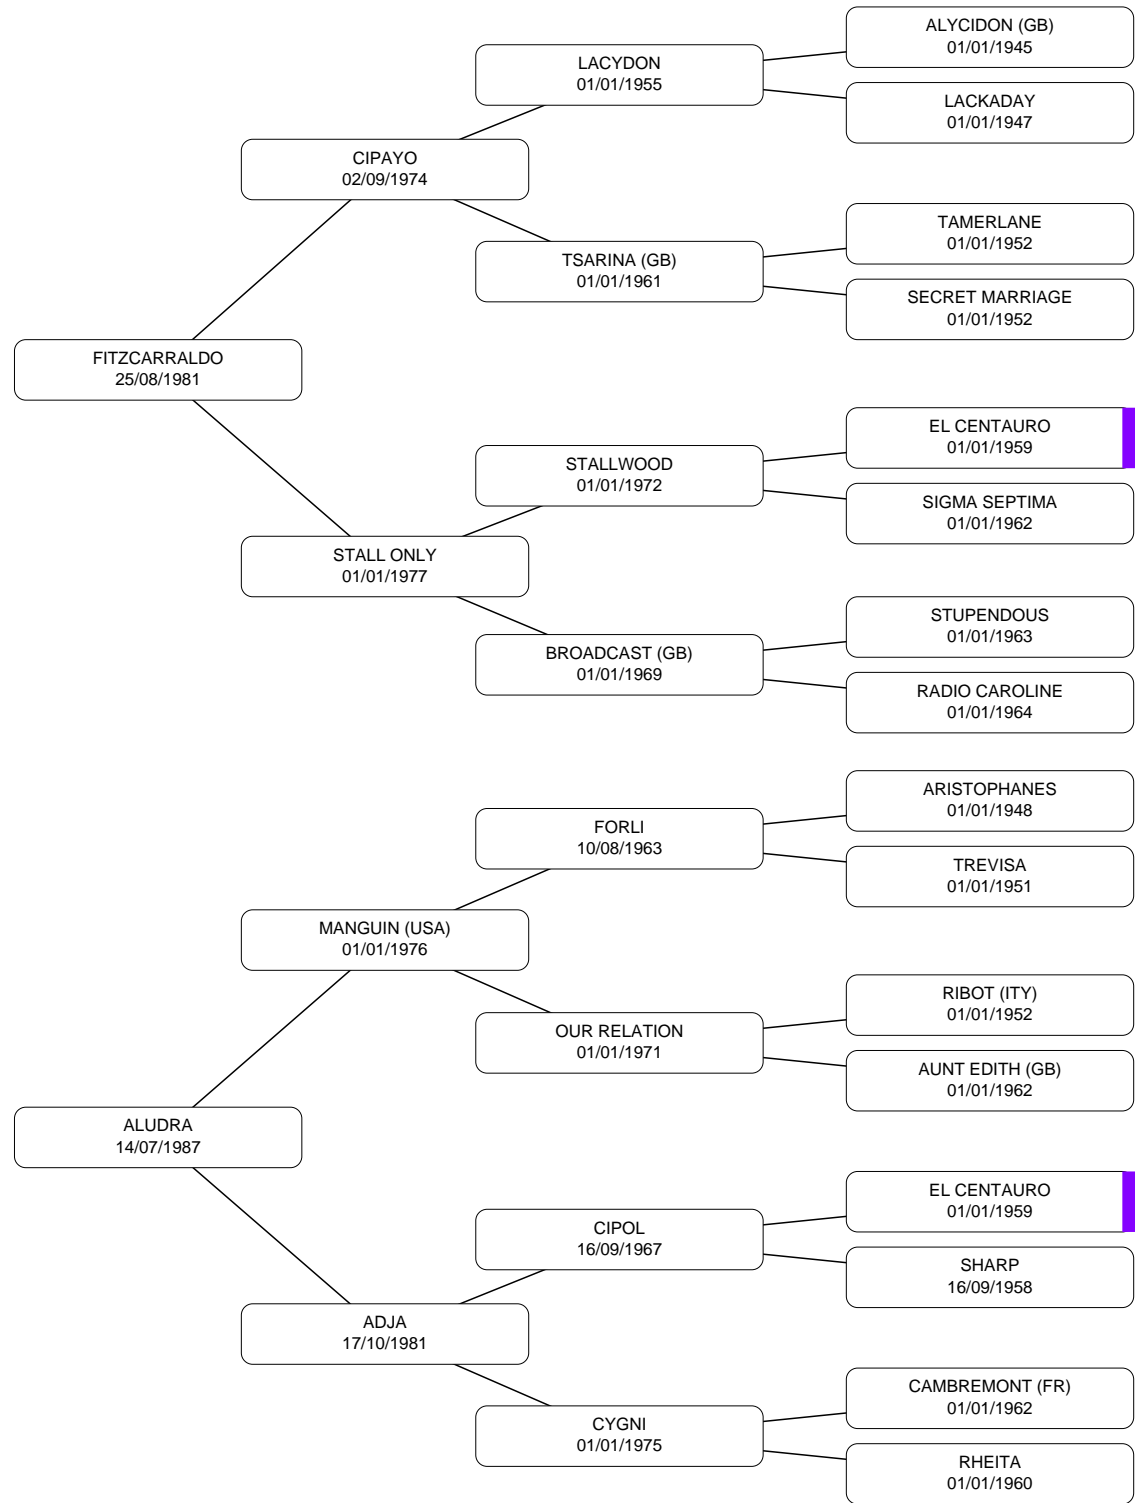 ALYCIDON (GB)
01/01/1945
LACYDON
01/01/1955
LACKADAY
01/01/1947
CIPAYO
02/09/1974
TAMERLANE
01/01/1952
TSARINA (GB)
01/01/1961
SECRET MARRIAGE
01/01/1952
FITZCARRALDO
25/08/1981
EL CENTAURO
01/01/1959
STALLWOOD
01/01/1972
SIGMA SEPTIMA
01/01/1962
STALL ONLY
01/01/1977
STUPENDOUS
01/01/1963
BROADCAST (GB)
01/01/1969
RADIO CAROLINE
01/01/1964
ARISTOPHANES
01/01/1948
FORLI
10/08/1963
TREVISA
01/01/1951
MANGUIN (USA)
01/01/1976
RIBOT (ITY)
01/01/1952
OUR RELATION
01/01/1971
AUNT EDITH (GB)
01/01/1962
ALUDRA
14/07/1987
EL CENTAURO
01/01/1959
CIPOL
16/09/1967
SHARP
16/09/1958
ADJA
17/10/1981
CAMBREMONT (FR)
01/01/1962
CYGNI
01/01/1975
RHEITA
01/01/1960